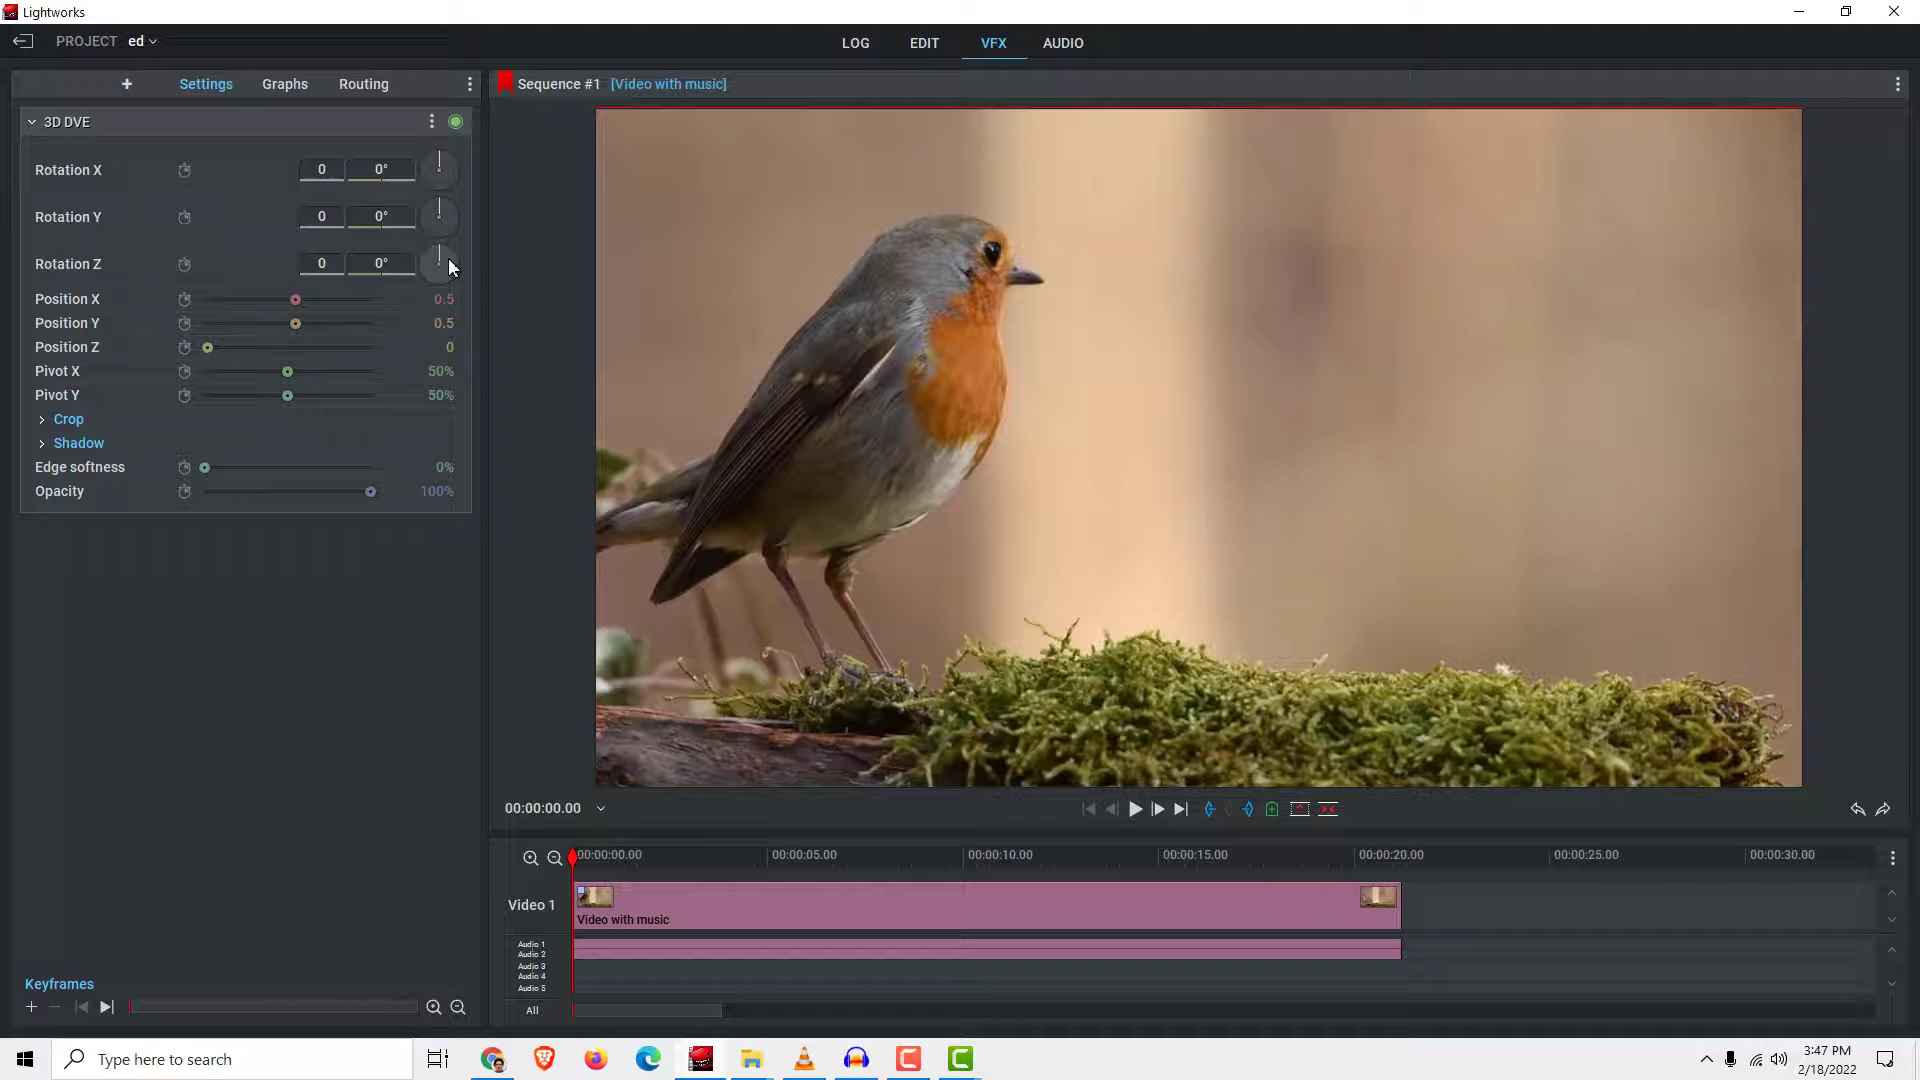 Lightworks
PROJECT ed
LOG EDIT VFX AUDIO
+ Settings Graphs Routing
Sequence #1 [Video with music]
3D DVE
Rotation X 0 0°
Rotation Y 0 0°
Rotation Z 0 0°
Position X 0.5
Position Y 0.5
Position Z 0
Pivot X 50%
Pivot Y 50%
Crop
Shadow
Edge softness 0%
Opacity 100%
00:00:00.00
00:00:00.00 00:00:05.00 00:00:10.00 00:00:15.00 00:00:20.00 00:00:25.00 00:00:30.00
Video 1
Video with music
Audio 1
Audio 2
Audio 3
Audio 4
Audio 5
All
Keyframes
Type here to search
3:47 PM
2/18/2022